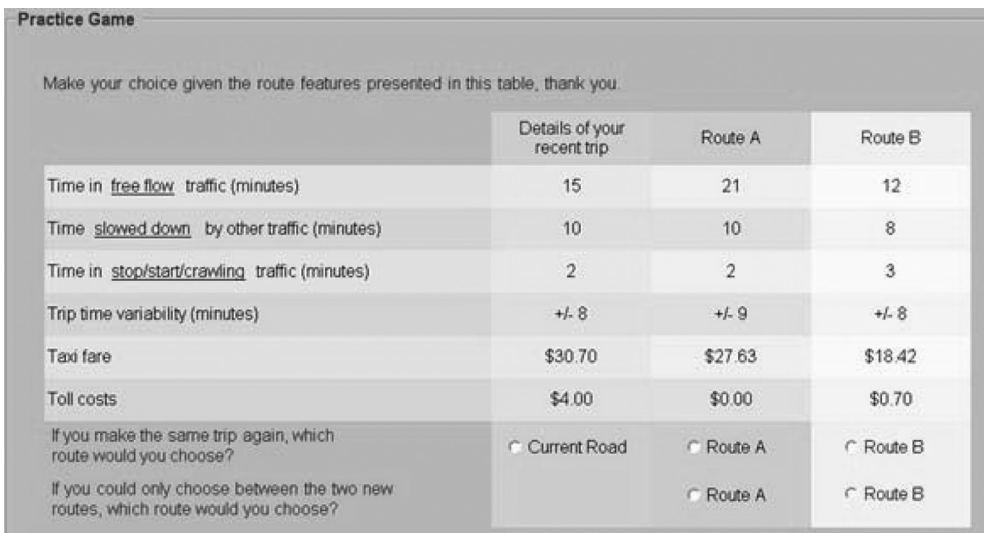 Practice Game
Make your choice given the route features presented in this table, thank you.
Details of your
recent trip
Route A
Route B
Time in free flow traffic (minutes) 15 21 12
Time slowed down by other traffic (minutes) 10 10 8
Time in stop/start/crawling traffic (minutes) 2 2 3
Trip time variability (minutes) +/- 8 +/- 9 +/- 8
Taxi fare $30.70 $27.63 $18.42
Toll costs $4.00 $0.00 $0.70
If you make the same trip again, which
route would you choose?
Current Road Route A Route B
If you could only choose between the two new
routes, which route would you choose?
Route A Route B